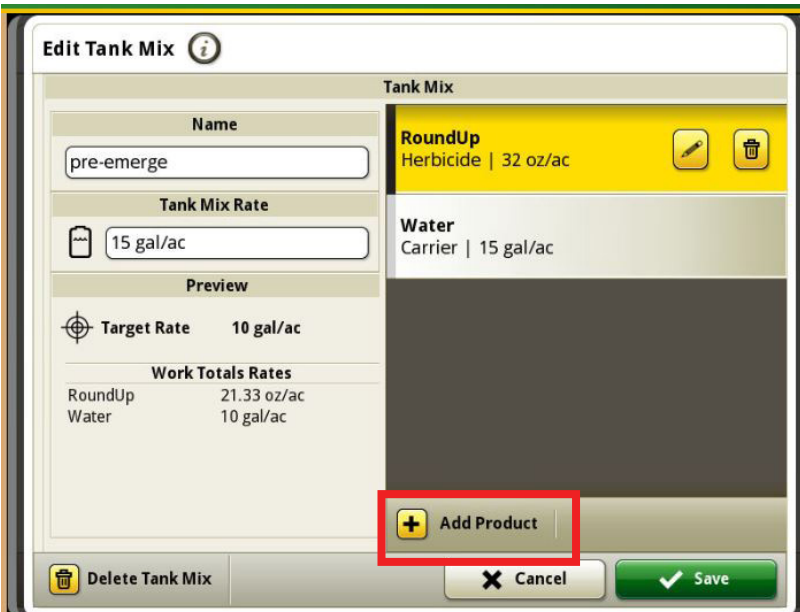 Edit Tank Mix i
Tank Mix
Name
pre-emerge
Tank Mix Rate
15 gal/ac
Preview
Target Rate 10 gal/ac
Work Totals Rates
RoundUp 21.33 oz/ac
Water 10 gal/ac
RoundUp
Herbicide | 32 oz/ac
Water
Carrier | 15 gal/ac
Add Product
Delete Tank Mix
Cancel
Save